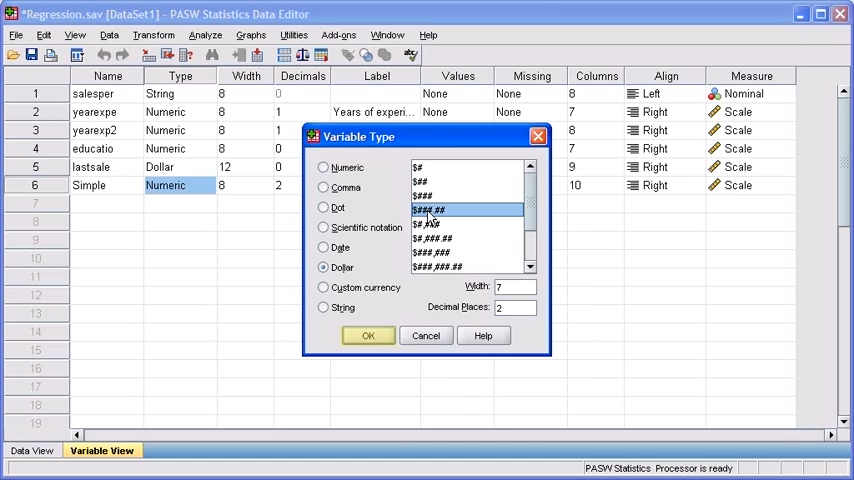 *Regression.sav [DataSet1] - PASW Statistics Data Editor
File Edit View Data Transform Analyze Graphs Utilities Add-ons Window Help
Name Type Width Decimals Label Values Missing Columns Align Measure
1 salesper String 8 0 None None 8 Left Nominal
2 yearexpe Numeric 8 1 Years of experi... None None 7 Right Scale
3 yearexp2 Numeric 8 1 8 Right Scale
4 educatio Numeric 8 0 7 Right Scale
5 lastsale Dollar 12 0 9 Right Scale
6 Simple Numeric 8 2 10 Right Scale
7
8
9
10
11
12
13
14
15
16
17
18
19
Variable Type
Numeric
Comma
Dot
Scientific notation
Date
Dollar
Custom currency
String
$#
$##
$###
$###.##
$#,###
$#,###.##
$###,###
$###,###.##
Width: 7
Decimal Places: 2
OK Cancel Help
Data View Variable View
PASW Statistics Processor is ready